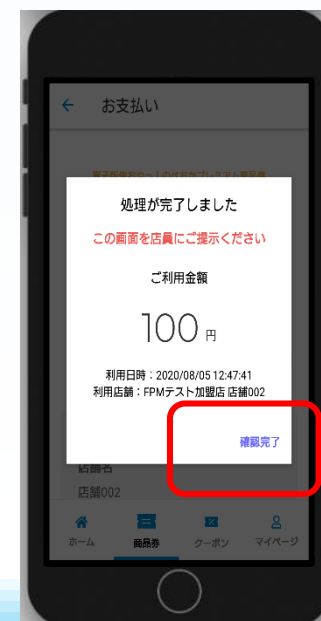 お支払い
処理が完了しました
この画面を店員にご提示ください
ご利用金額
100 円
利用日時：2020/08/05 12:47:41
利用店舗：FPMテスト加盟店 店舗002
確認完了
店舗名
店舗002
ホーム 商品券 クーポン マイページ